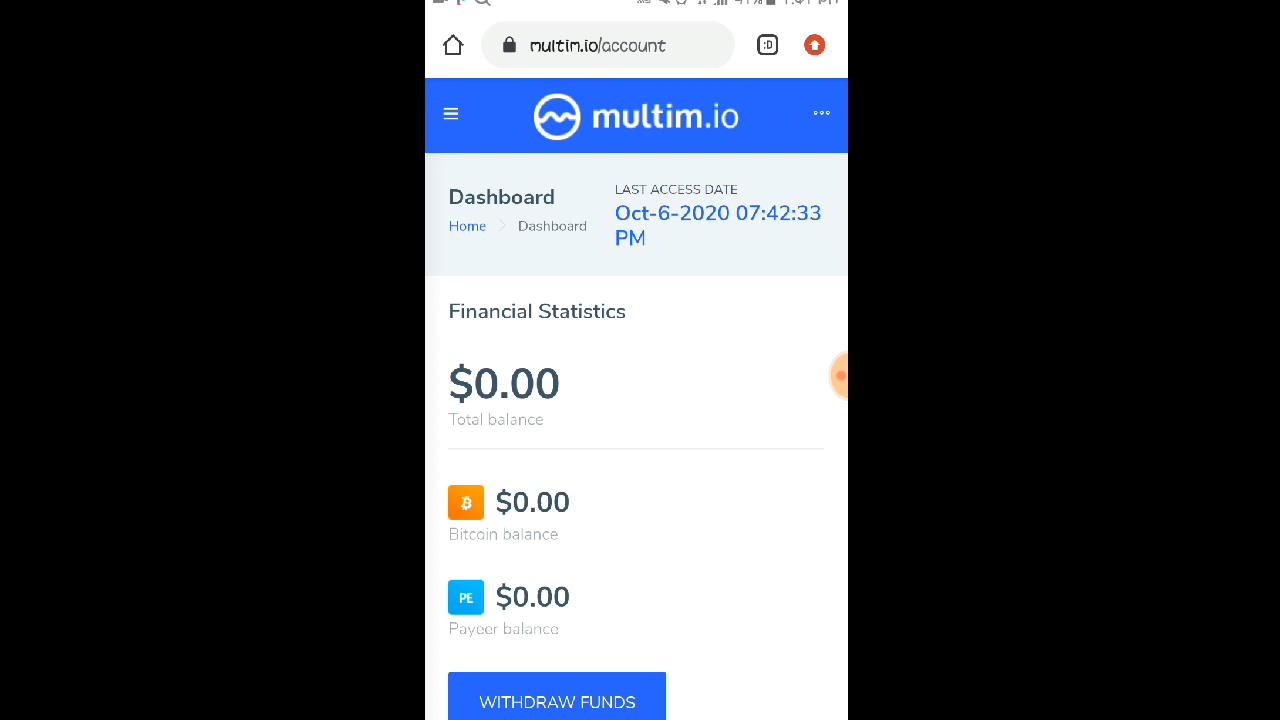 multim.io/account
:D
multim.io
Dashboard
LAST ACCESS DATE
Oct-6-2020 07:42:33
PM
Home
Dashboard
Financial Statistics
$0.00
Total balance
$0.00
Bitcoin balance
PE
$0.00
Payeer balance
WITHDRAW FUNDS